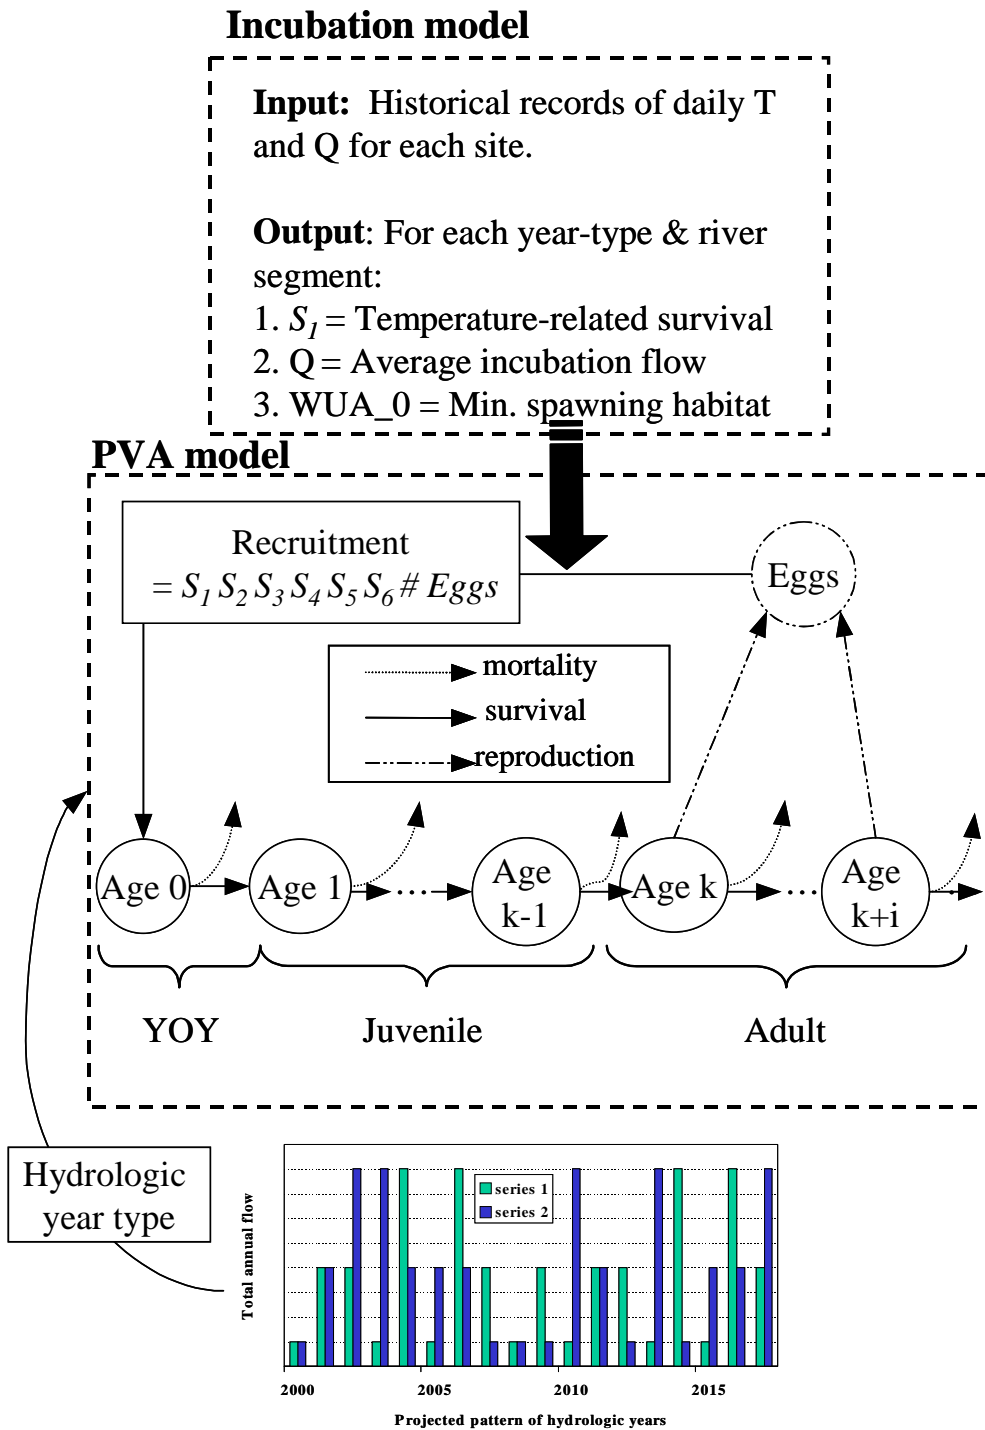 Incubation model
Input: Historical records of daily T
and Q for each site.
Output: For each year-type & river
segment:
1. S1 = Temperature-related survival
2. Q = Average incubation flow
3. WUA_0 = Min. spawning habitat
PVA model
Recruitment
= S1 S2 S3 S4 S5 S6 # Eggs
Eggs
mortality
survival
reproduction
Age 0
Age 1
...
Age
k-1
Age k
...
Age
k+i
YOY
Juvenile
Adult
Hydrologic
year type
Total annual flow
series 1
series 2
2000
2005
2010
2015
Projected pattern of hydrologic years